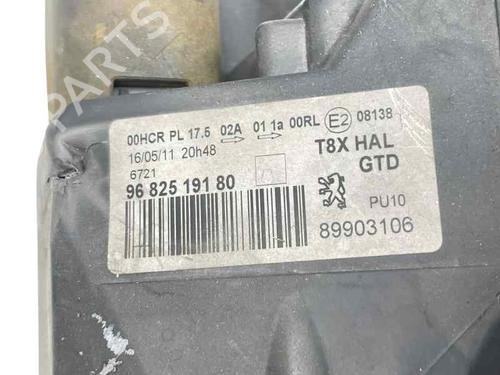 00HCR PL 17.5 02A → 01 1a → 00RL E2 08138
16/05/11 20h48
6721
96 825 191 80
T8X HAL
GTD
PU10
89903106
B-PARTS